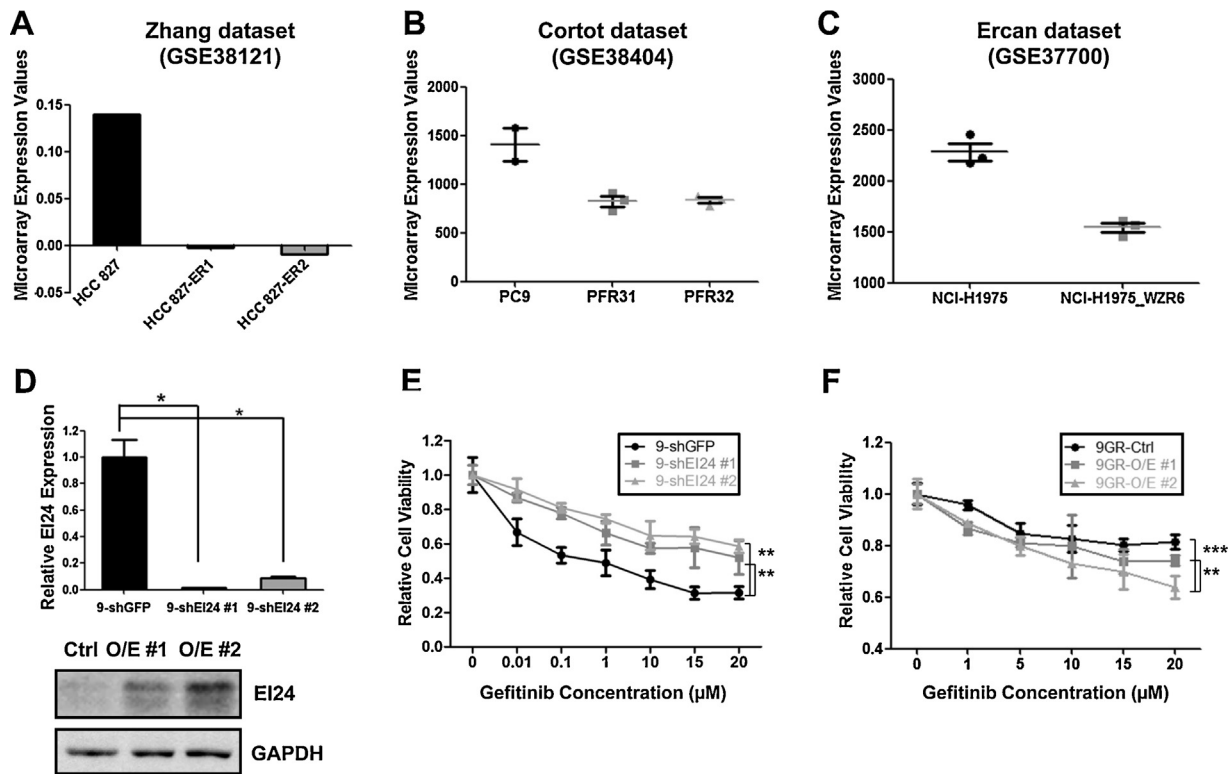 A
Zhang dataset
(GSE38121)
Microarray Expression Values
0.15
0.10
0.05
0.00
-0.05
HCC 827
HCC 827-ER1
HCC 827-ER2
B
Cortot dataset
(GSE38404)
Microarray Expression Values
2000
1500
1000
500
0
PC9
PFR31
PFR32
C
Ercan dataset
(GSE37700)
Microarray Expression Values
3000
2500
2000
1500
1000
NCI-H1975
NCI-H1975_WZR6
D
Relative EI24 Expression
1.2
1.0
0.8
0.6
0.4
0.2
0.0
*
*
9-shGFP
9-shEI24 #1
9-shEI24 #2
Ctrl O/E #1 O/E #2
EI24
GAPDH
E
Relative Cell Viability
1.2
1.0
0.8
0.6
0.4
0.2
0.0
9-shGFP
9-shEI24 #1
9-shEI24 #2
**
**
0 0.01 0.1 1 10 15 20
Gefitinib Concentration (µM)
F
Relative Cell Viability
1.2
1.0
0.8
0.6
0.4
9GR-Ctrl
9GR-O/E #1
9GR-O/E #2
***
**
0 1 5 10 15 20
Gefitinib Concentration (µM)